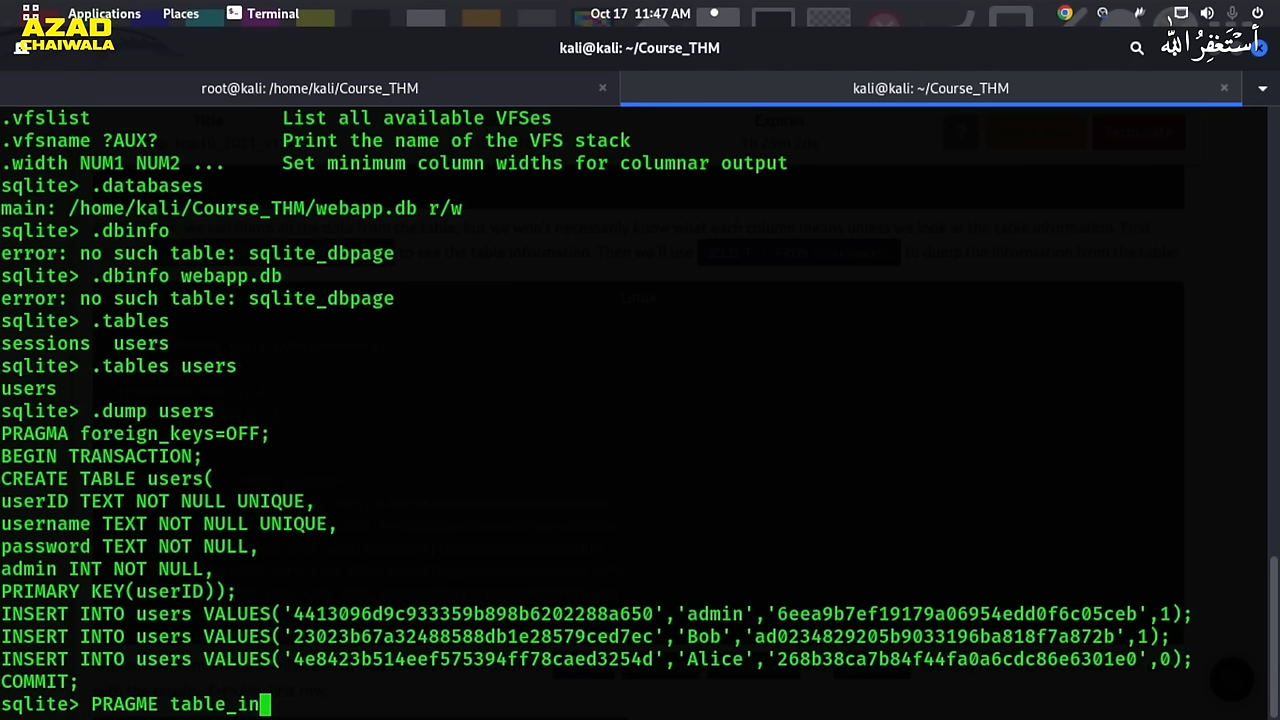 Applications Places Terminal Oct 17 11:47 AM
AZAD
CHAIWALA
kali@kali: ~/Course_THM
أستغفر الله
root@kali: /home/kali/Course_THM
kali@kali: ~/Course_THM
.vfslist List all available VFSes
.vfsname ?AUX? Print the name of the VFS stack
.width NUM1 NUM2 ... Set minimum column widths for columnar output
sqlite> .databases
main: /home/kali/Course_THM/webapp.db r/w
sqlite> .dbinfo
error: no such table: sqlite_dbpage
sqlite> .dbinfo webapp.db
error: no such table: sqlite_dbpage
sqlite> .tables
sessions users
sqlite> .tables users
users
sqlite> .dump users
PRAGMA foreign_keys=OFF;
BEGIN TRANSACTION;
CREATE TABLE users(
userID TEXT NOT NULL UNIQUE,
username TEXT NOT NULL UNIQUE,
password TEXT NOT NULL,
admin INT NOT NULL,
PRIMARY KEY(userID));
INSERT INTO users VALUES('4413096d9c933359b898b6202288a650','admin','6eea9b7ef19179a06954edd0f6c05ceb',1);
INSERT INTO users VALUES('23023b67a32488588db1e28579ced7ec','Bob','ad0234829205b9033196ba818f7a872b',1);
INSERT INTO users VALUES('4e8423b514eef575394ff78caed3254d','Alice','268b38ca7b84f44fa0a6cdc86e6301e0',0);
COMMIT;
sqlite> PRAGME table_in